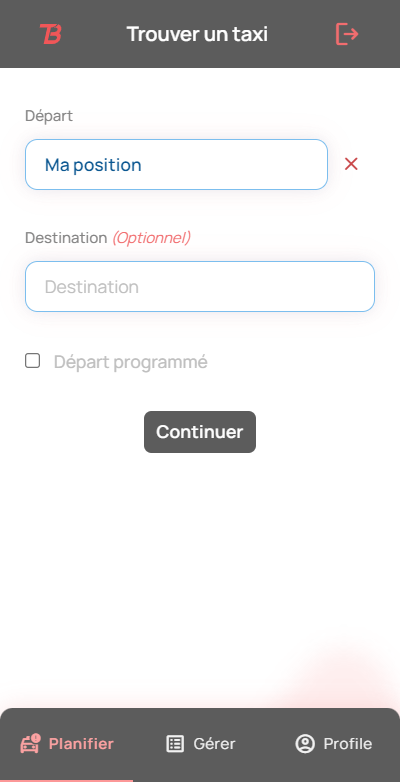 TB
Trouver un taxi
Départ
Ma position
Destination (Optionnel)
Destination
Départ programmé
Continuer
Planifier
Gérer
Profile